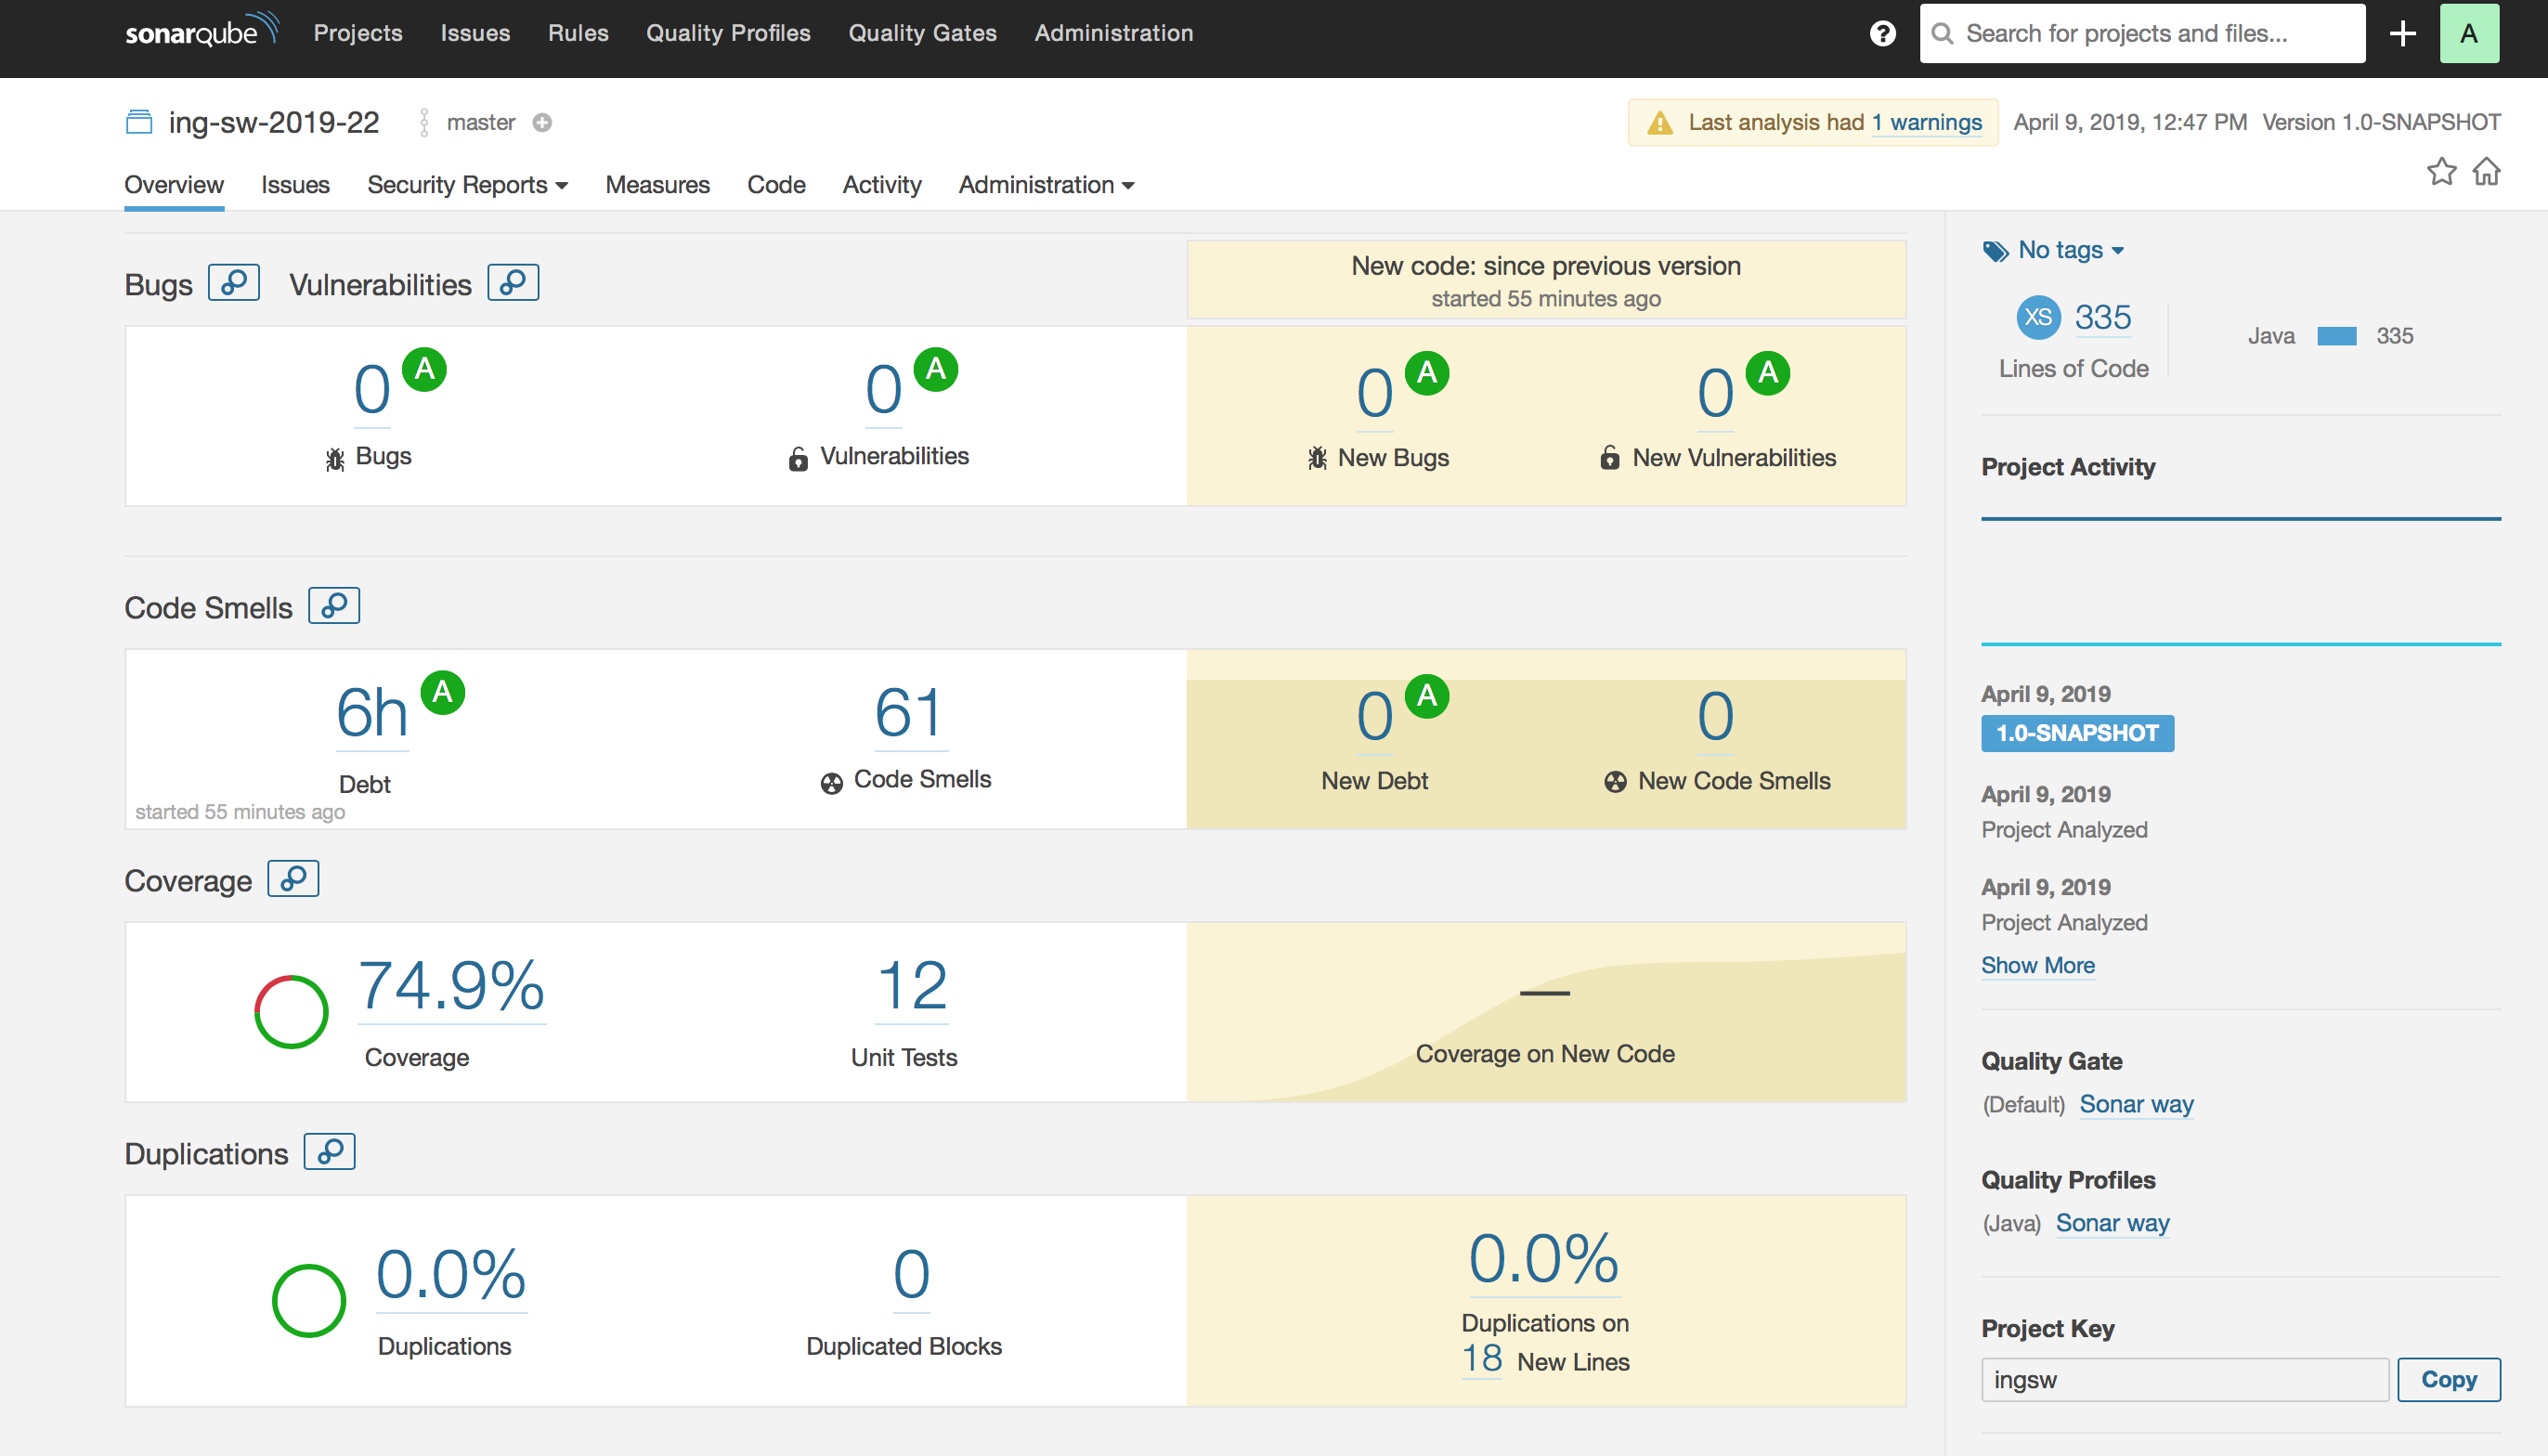 sonarqube Projects Issues Rules Quality Profiles Quality Gates Administration ? Search for projects and files... + A
ing-sw-2019-22 master Last analysis had 1 warnings April 9, 2019, 12:47 PM Version 1.0-SNAPSHOT
Overview Issues Security Reports Measures Code Activity Administration
Bugs Vulnerabilities
New code: since previous version
started 55 minutes ago
0 A 0 A 0 A 0 A
Bugs Vulnerabilities New Bugs New Vulnerabilities
Code Smells
6h A 61 0 A 0
Debt Code Smells New Debt New Code Smells
started 55 minutes ago
Coverage
74.9% 12 —
Coverage Unit Tests Coverage on New Code
Duplications
0.0% 0 0.0%
Duplications Duplicated Blocks Duplications on
18 New Lines
No tags
XS 335 Java 335
Lines of Code
Project Activity
April 9, 2019
1.0-SNAPSHOT
April 9, 2019
Project Analyzed
April 9, 2019
Project Analyzed
Show More
Quality Gate
(Default) Sonar way
Quality Profiles
(Java) Sonar way
Project Key
ingsw Copy